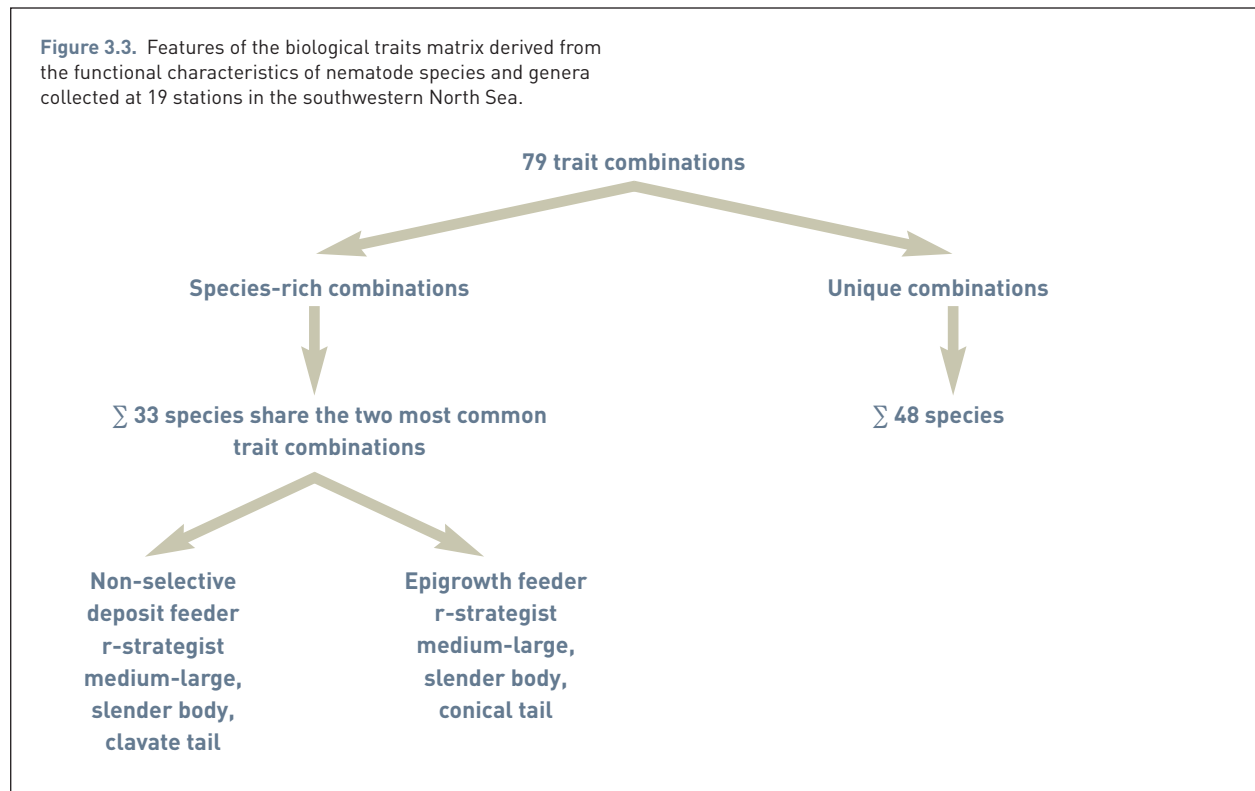 Figure 3.3. Features of the biological traits matrix derived from
the functional characteristics of nematode species and genera
collected at 19 stations in the southwestern North Sea.
79 trait combinations
Species-rich combinations
Unique combinations
∑ 33 species share the two most common
trait combinations
∑ 48 species
Non-selective
deposit feeder
r-strategist
medium-large,
slender body,
clavate tail
Epigrowth feeder
r-strategist
medium-large,
slender body,
conical tail